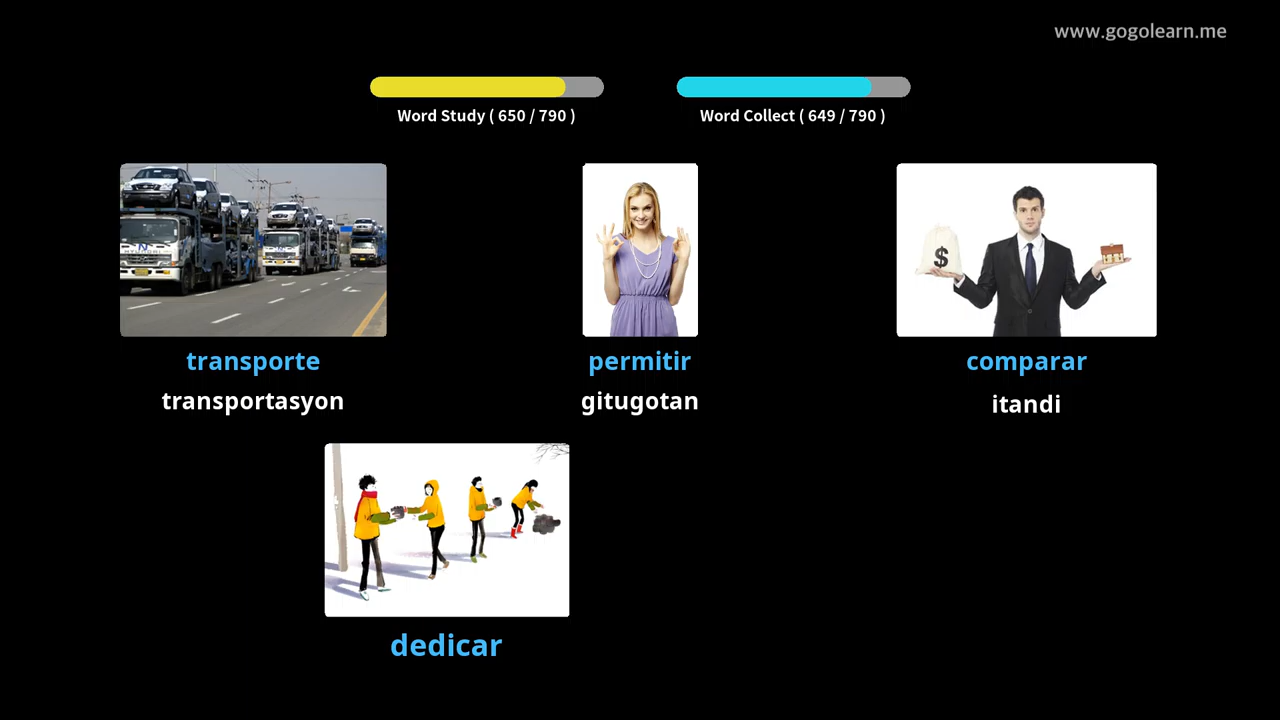 www.gogolearn.me
Word Study ( 650 / 790 )
Word Collect ( 649 / 790 )
transporte
permitir
comparar
transportasyon
gitugotan
itandi
$
dedicar